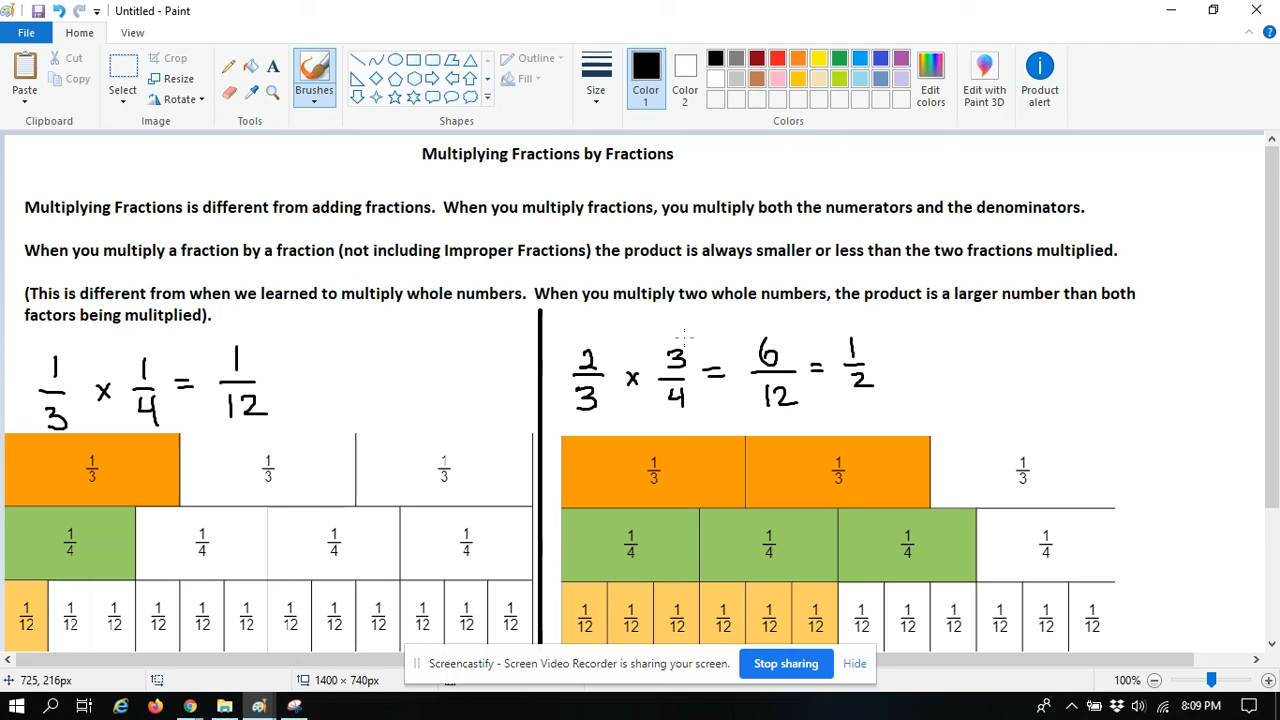 Untitled - Paint
File Home View
Paste
Cut
Copy
Clipboard
Select
Crop
Resize
Rotate
Image
A
Tools
Brushes
Outline
Fill
Shapes
Size
Color 1
Color 2
Edit colors
Colors
Edit with Paint 3D
Product alert
Multiplying Fractions by Fractions
Multiplying Fractions is different from adding fractions. When you multiply fractions, you multiply both the numerators and the denominators.
When you multiply a fraction by a fraction (not including Improper Fractions) the product is always smaller or less than the two fractions multiplied.
(This is different from when we learned to multiply whole numbers. When you multiply two whole numbers, the product is a larger number than both
factors being mulitplied).
1/3 x 1/4 = 1/12
2/3 x 3/4 = 6/12 = 1/2
1/3 1/3 1/3
1/4 1/4 1/4 1/4
1/12 1/12 1/12 1/12 1/12 1/12 1/12 1/12 1/12 1/12 1/12 1/12
1/3 1/3 1/3
1/4 1/4 1/4 1/4
1/12 1/12 1/12 1/12 1/12 1/12 1/12 1/12 1/12 1/12 1/12 1/12
Screencastify - Screen Video Recorder is sharing your screen. Stop sharing Hide
725, 216px 1400 × 740px 100%
8:09 PM